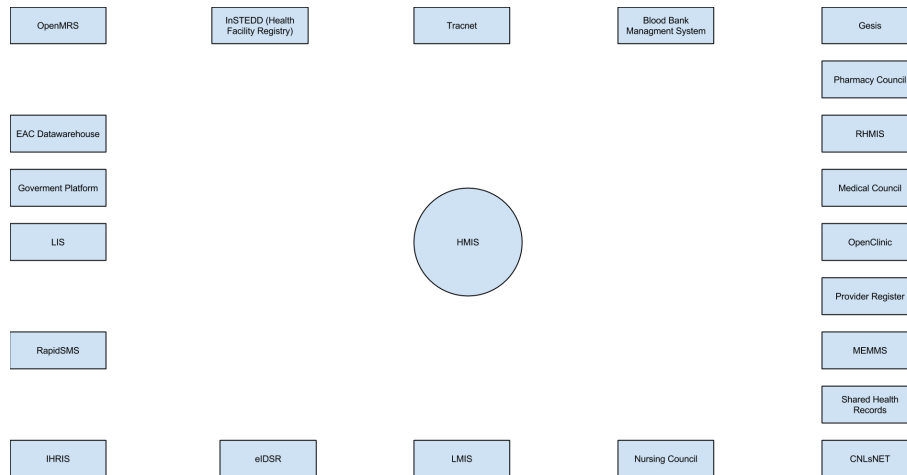 OpenMRS
InSTEDD (Health
Facility Registry)
Tracnet
Blood Bank
Managment System
Gesis
Pharmacy Council
EAC Datawarehouse
RHMIS
Goverment Platform
Medical Council
LIS
HMIS
OpenClinic
Provider Register
RapidSMS
MEMMS
Shared Health
Records
IHRIS
eIDSR
LMIS
Nursing Council
CNLsNET